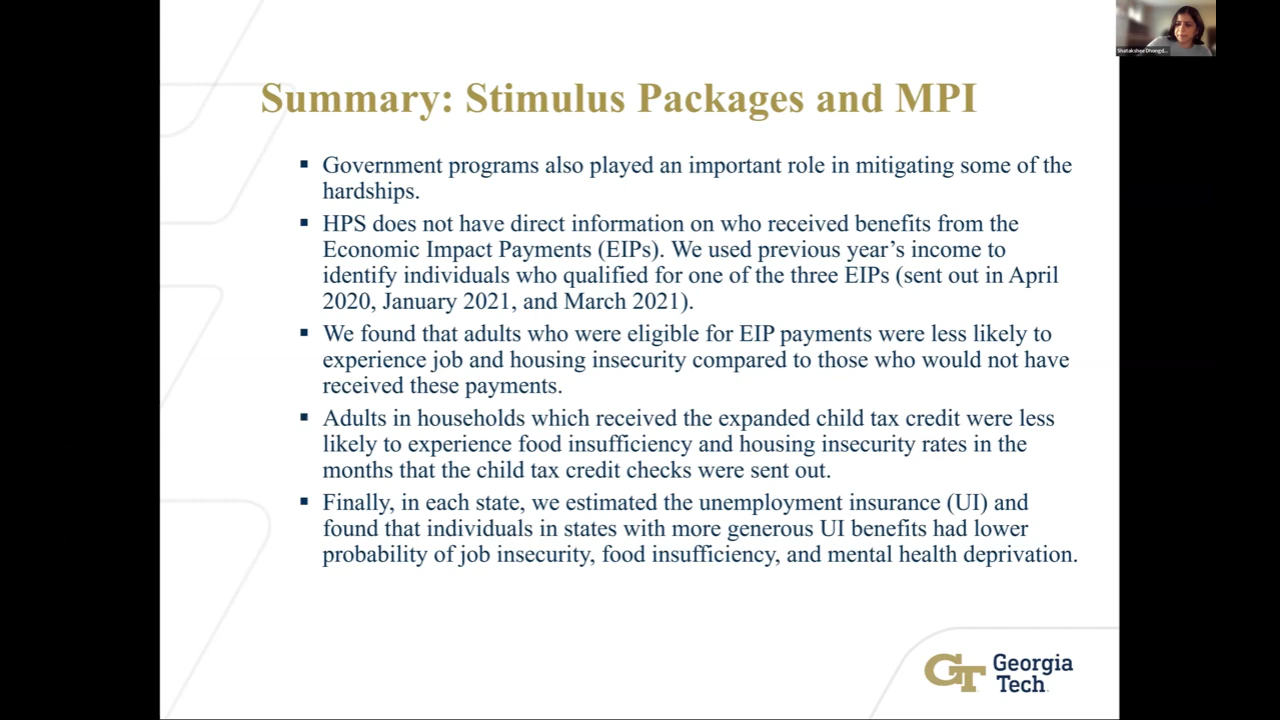 Shatakshee Dhongd...
Summary: Stimulus Packages and MPI
▪ Government programs also played an important role in mitigating some of the
hardships.
▪ HPS does not have direct information on who received benefits from the
Economic Impact Payments (EIPs). We used previous year’s income to
identify individuals who qualified for one of the three EIPs (sent out in April
2020, January 2021, and March 2021).
▪ We found that adults who were eligible for EIP payments were less likely to
experience job and housing insecurity compared to those who would not have
received these payments.
▪ Adults in households which received the expanded child tax credit were less
likely to experience food insufficiency and housing insecurity rates in the
months that the child tax credit checks were sent out.
▪ Finally, in each state, we estimated the unemployment insurance (UI) and
found that individuals in states with more generous UI benefits had lower
probability of job insecurity, food insufficiency, and mental health deprivation.
GT Georgia
Tech